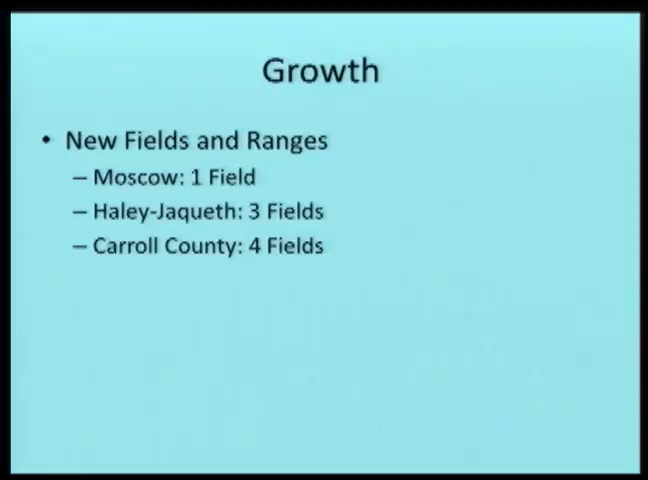 Growth
• New Fields and Ranges
– Moscow: 1 Field
– Haley-Jaqueth: 3 Fields
– Carroll County: 4 Fields